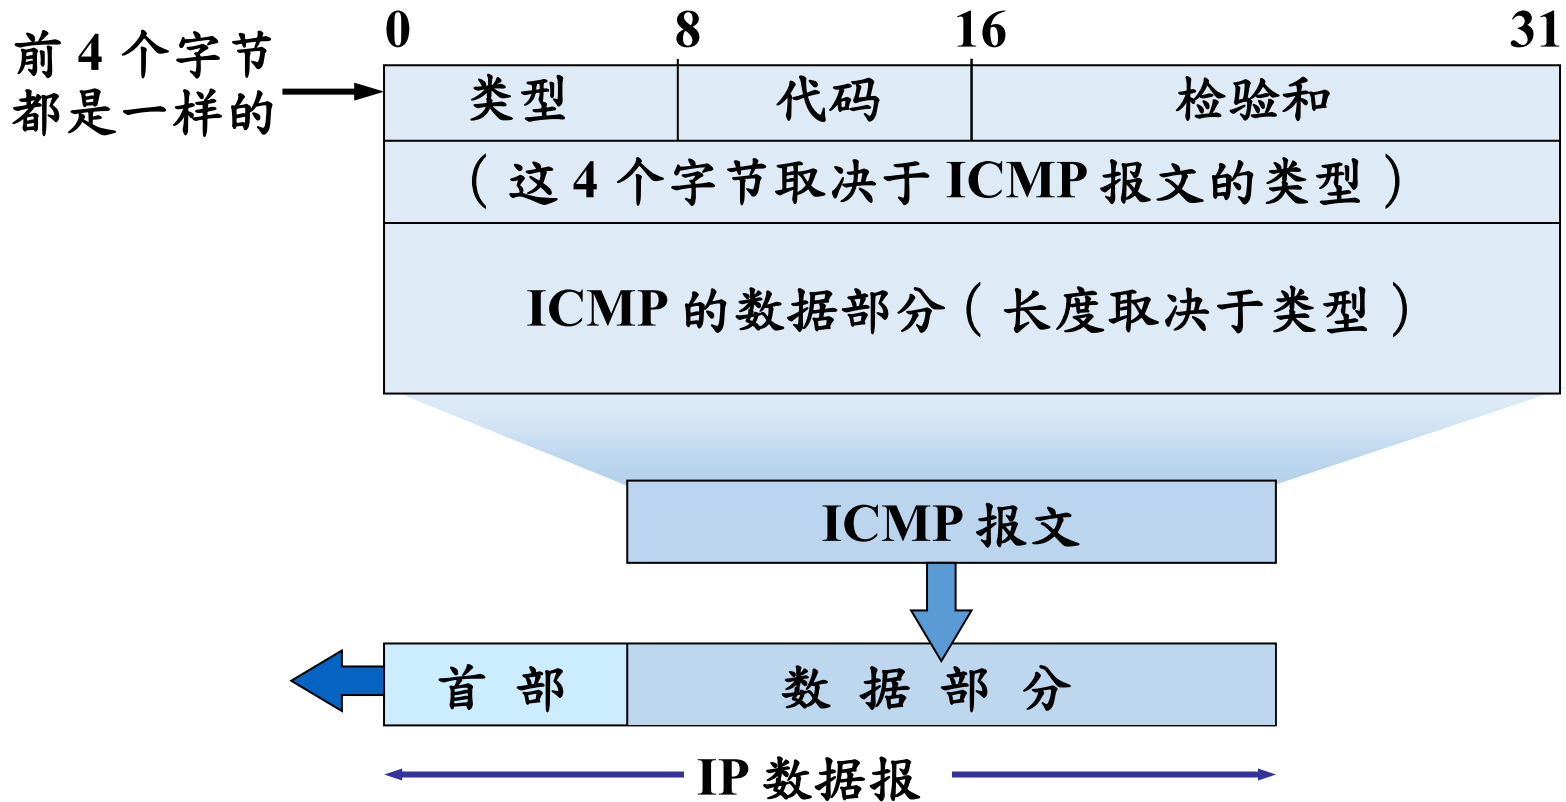 0 8 16 31
前 4 个字节
都是一样的
类型 代码 检验和
（这 4 个字节取决于 ICMP 报文的类型）
ICMP 的数据部分（长度取决于类型）
ICMP 报文
首 部 数 据 部 分
IP 数据报